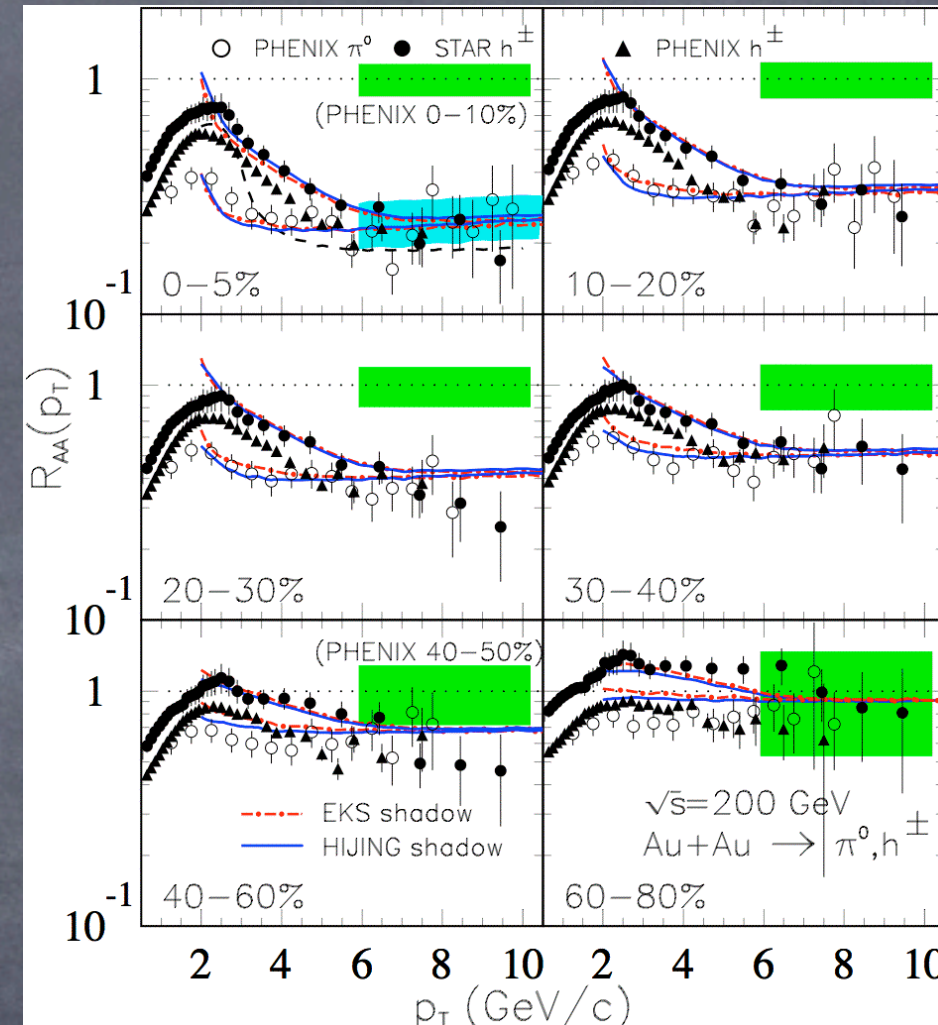 ○ PHENIX π⁰ ● STAR h± ▲ PHENIX h±
1
(PHENIX 0–10%)
0–5%
10–20%
10⁻¹
R_AA(p_T)
1
20–30%
30–40%
10⁻¹
(PHENIX 40–50%)
1
EKS shadow
HIJING shadow
40–60%
√s=200 GeV
Au+Au → π⁰,h±
60–80%
10⁻¹
2 4 6 8 10 2 4 6 8 10
p_T (GeV/c)